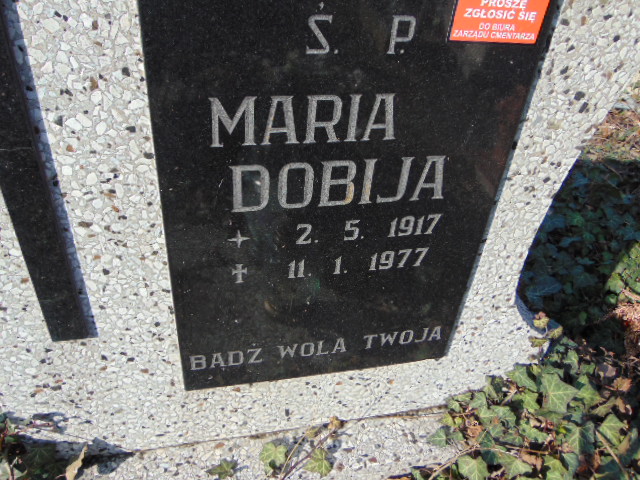 PROSZĘ
ZGŁOSIĆ SIĘ
DO BIURA
ZARZĄDU CMENTARZA
Ś. P.
MARIA
DOBIJA
2. 5. 1917
11. 1. 1977
BĄDŹ WOLA TWOJA